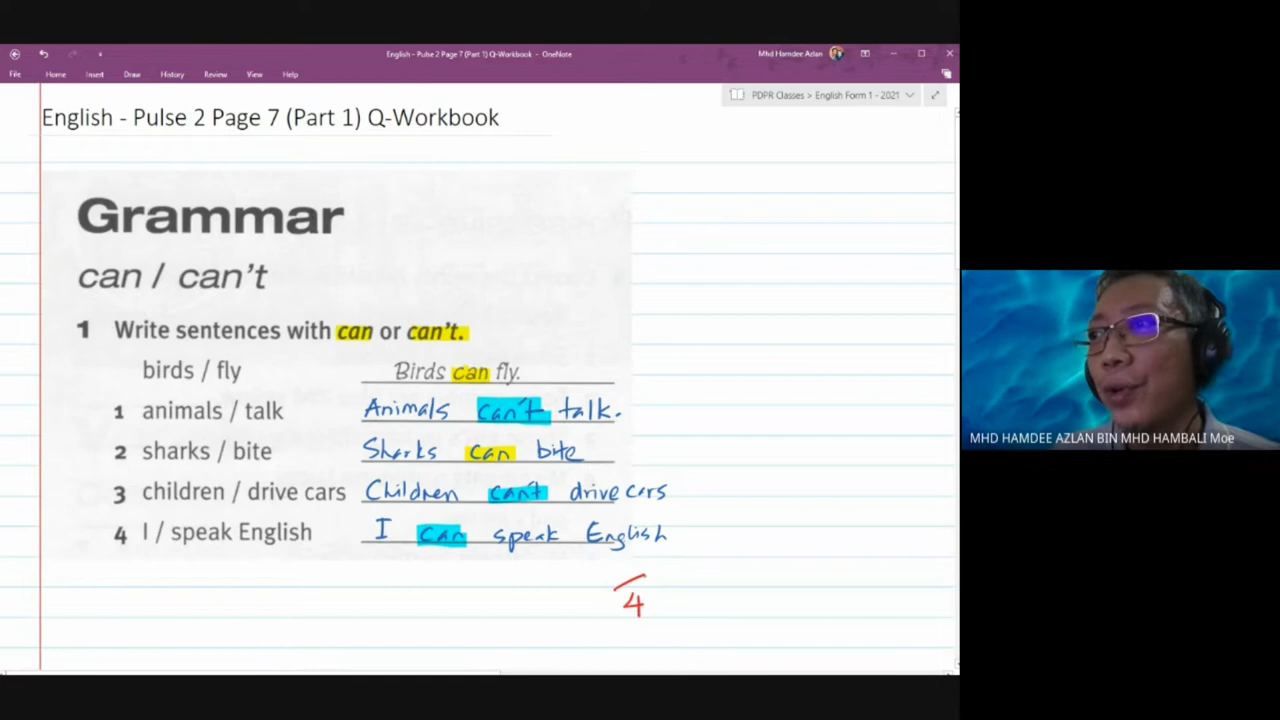 English - Pulse 2 Page 7 (Part 1) Q-Workbook - OneNote
Mhd Hamdee Azlan
File Home Insert Draw History Review View Help
PDPR Classes > English Form 1 - 2021
English - Pulse 2 Page 7 (Part 1) Q-Workbook
Grammar
can / can't
1 Write sentences with can or can't.
birds / fly Birds can fly.
1 animals / talk Animals can't talk.
2 sharks / bite Sharks can bite
3 children / drive cars Children can't drive cars
4 I / speak English I can speak English
4
MHD HAMDEE AZLAN BIN MHD HAMBALI Moe